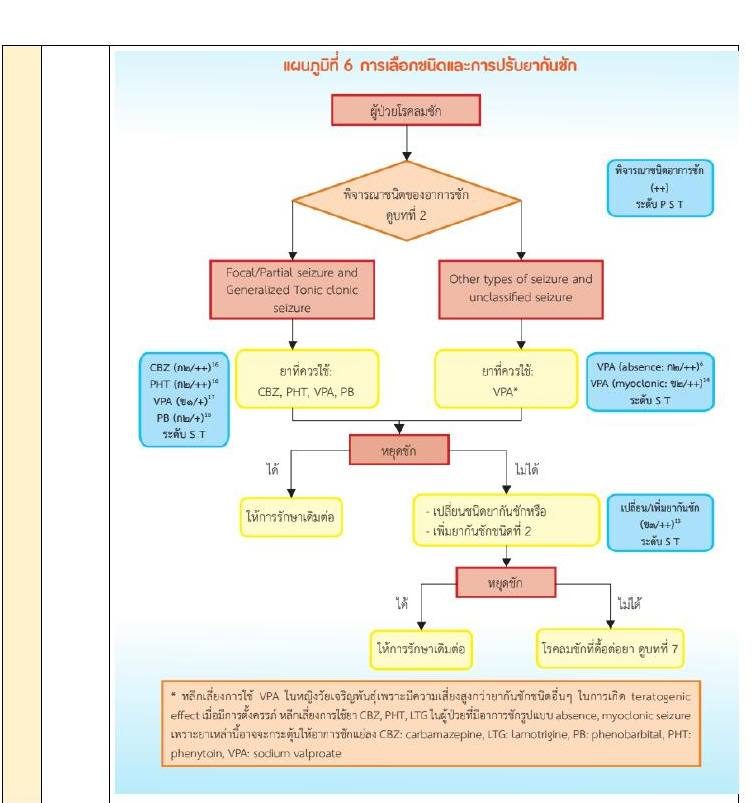 แผนภูมิที่ 6 การเลือกชนิดและการปรับยากันชัก
ผู้ป่วยโรคลมชัก
พิจารณาชนิดของอาการชัก
ดูบทที่ 2
พิจารณาชนิดอาการชัก
(++)
ระดับ P S T
Focal/Partial seizure and
Generalized Tonic clonic
seizure
Other types of seizure and
unclassified seizure
CBZ (ก๒/++)
PHT (ก๒/++)
VPA (ข๑/+)
PB (ก๒/+)
ระดับ S T
ยาที่ควรใช้:
CBZ, PHT, VPA, PB
ยาที่ควรใช้:
VPA*
VPA (absence: ก๒/++)
VPA (myoclonic: ข๒/++)
ระดับ S T
หยุดชัก
ได้
ไม่ได้
ให้การรักษาเดิมต่อ
- เปลี่ยนชนิดยากันชักหรือ
- เพิ่มยากันชักชนิดที่ 2
เปลี่ยน/เพิ่มยากันชัก
ระดับ S T
หยุดชัก
ได้
ไม่ได้
ให้การรักษาเดิมต่อ
โรคลมชักที่ดื้อต่อยา ดูบทที่ 7
* หลีกเลี่ยงการใช้ VPA ในหญิงวัยเจริญพันธุ์เพราะมีความเสี่ยงสูงกว่ายากันชักชนิดอื่นๆ ในการเกิด teratogenic
effect เมื่อมีการตั้งครรภ์ หลีกเลี่ยงการใช้ยา CBZ, PHT, LTG ในผู้ป่วยที่มีอาการชักรูปแบบ absence, myoclonic seizure
เพราะยาเหล่านี้อาจจะกระตุ้นให้อาการชักแย่ลง CBZ: carbamazepine, LTG: lamotrigine, PB: phenobarbital, PHT:
phenytoin, VPA: sodium valproate